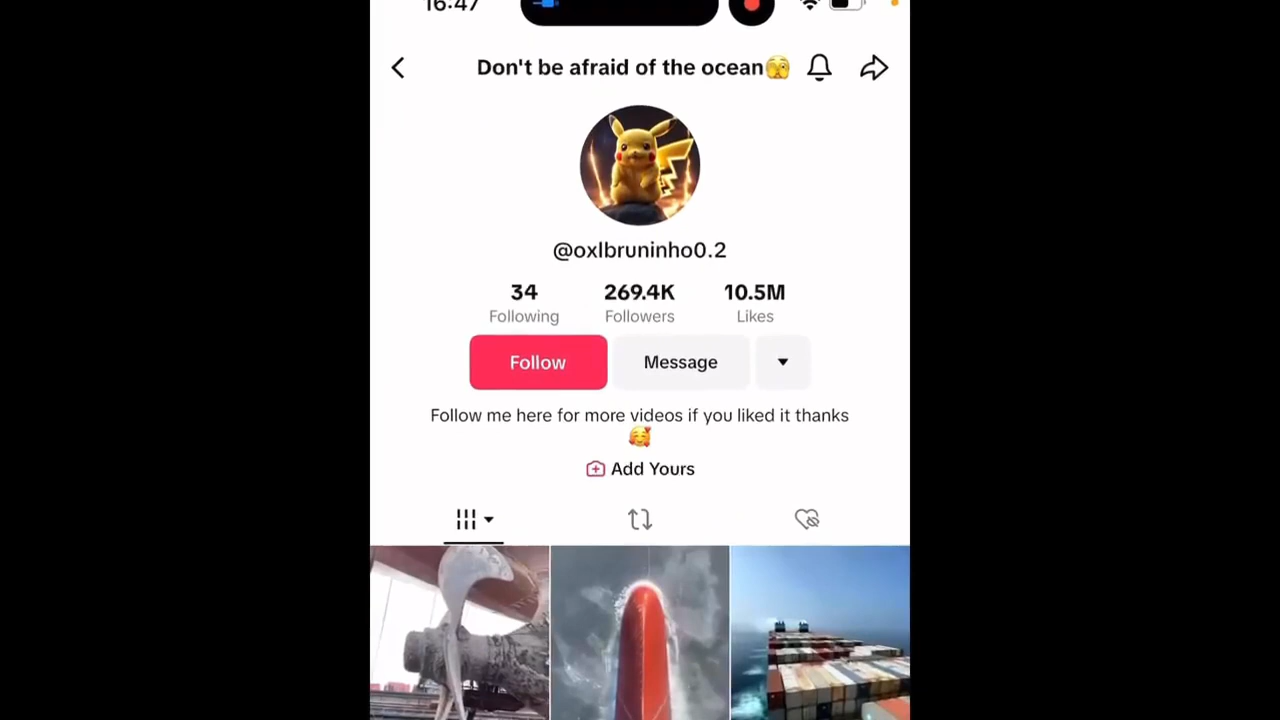 16:47
Don't be afraid of the ocean🫣
@oxlbruninho0.2
34 269.4K 10.5M
Following Followers Likes
Follow Message
Follow me here for more videos if you liked it thanks
🥰
Add Yours